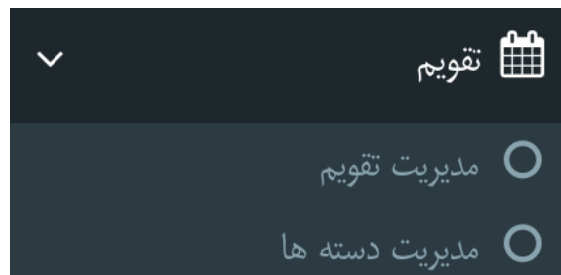 تقویم
مدیریت تقویم
مدیریت دسته ها